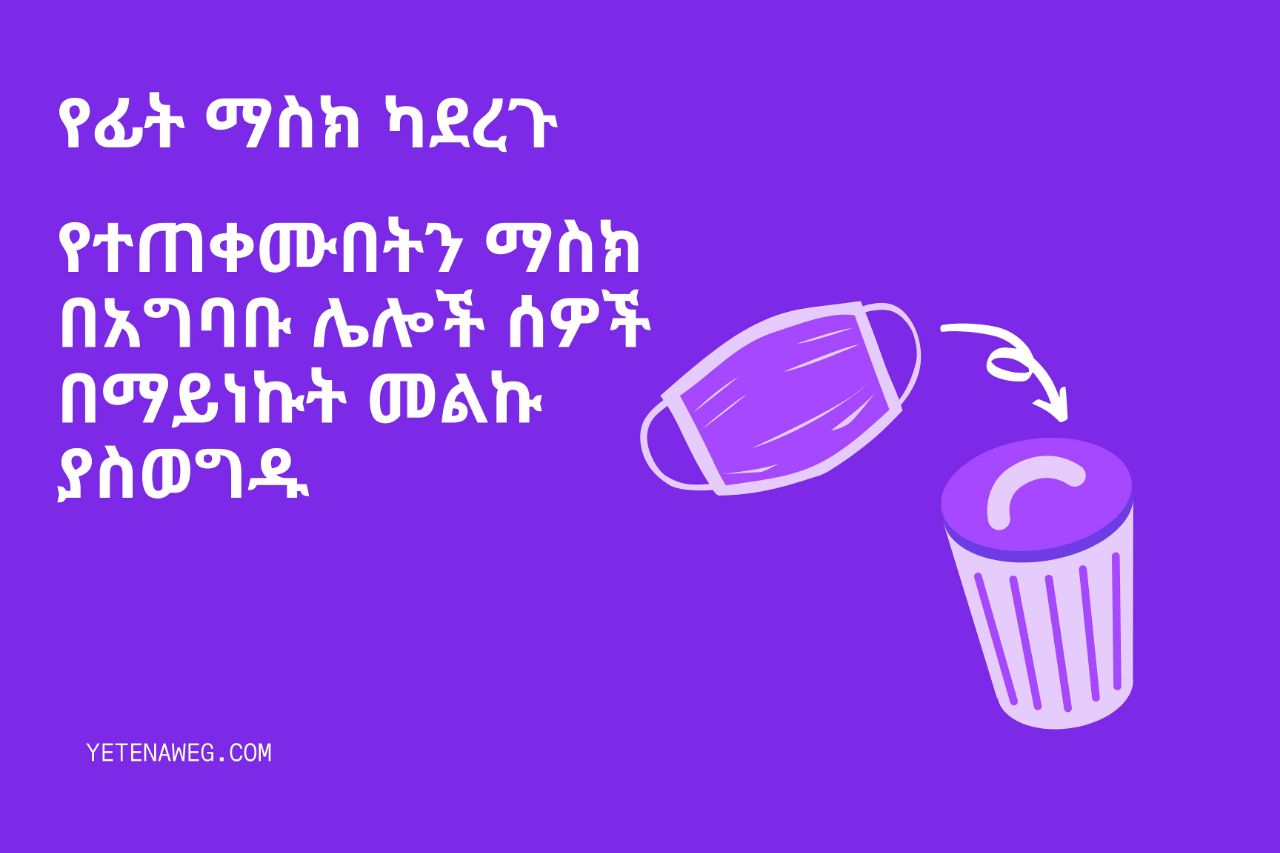 የፊት ማስክ ካደረጉ
የተጠቀሙበትን ማስክ
በአግባቡ ሌሎች ሰዎች
በማይነኩት መልኩ
ያስወግዱ
YETENAWEG.COM